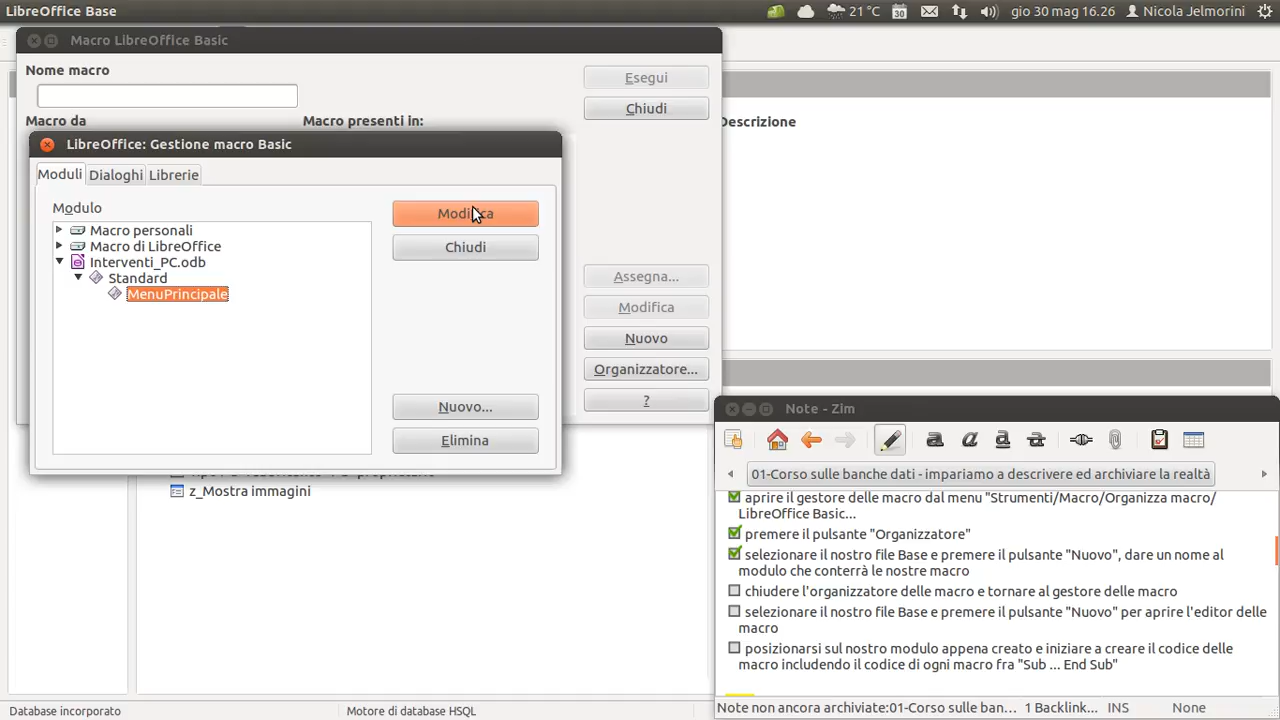 LibreOffice Base
21 °C
30
gio 30 mag 16.26
Nicola Jelmorini
Macro LibreOffice Basic
Nome macro
Esegui
Chiudi
Macro da
Macro presenti in:
Descrizione
LibreOffice: Gestione macro Basic
Moduli
Dialoghi
Librerie
Modulo
Macro personali
Macro di LibreOffice
Interventi_PC.odb
Standard
MenuPrincipale
Modifica
Chiudi
Nuovo...
Elimina
Assegna...
Modifica
Nuovo
Organizzatore...
?
z_Mostra immagini
Note - Zim
01-Corso sulle banche dati - impariamo a descrivere ed archiviare la realtà
aprire il gestore delle macro dal menu "Strumenti/Macro/Organizza macro/
LibreOffice Basic...
premere il pulsante "Organizzatore"
selezionare il nostro file Base e premere il pulsante "Nuovo", dare un nome al
modulo che conterrà le nostre macro
chiudere l'organizzatore delle macro e tornare al gestore delle macro
selezionare il nostro file Base e premere il pulsante "Nuovo" per aprire l'editor delle
macro
posizionarsi sul nostro modulo appena creato e iniziare a creare il codice delle
macro includendo il codice di ogni macro fra "Sub ... End Sub"
Note non ancora archiviate:01-Corso sulle ban...
1 Backlink...
INS
None
Database incorporato
Motore di database HSQL